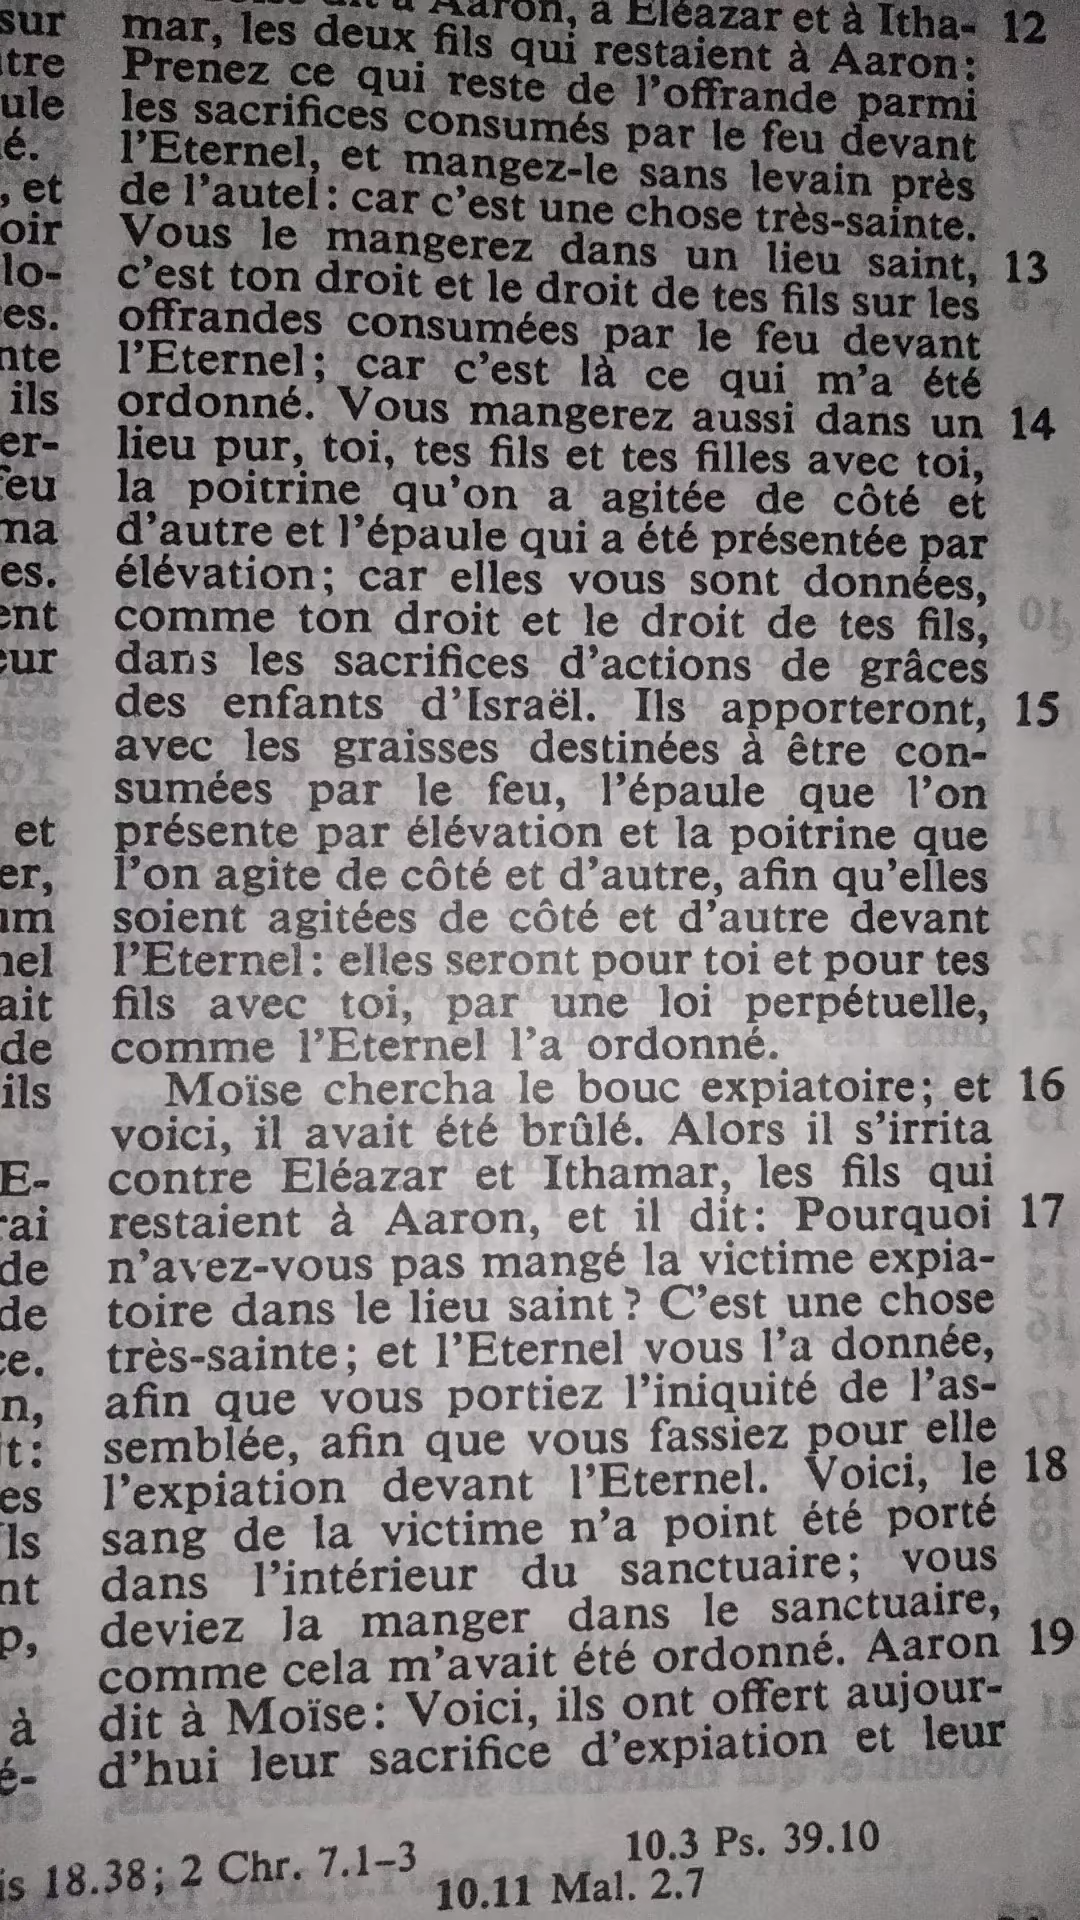 Aaron, à Eléazar et à Itha- 12
mar, les deux fils qui restaient à Aaron:
Prenez ce qui reste de l'offrande parmi
les sacrifices consumés par le feu devant
l'Eternel, et mangez-le sans levain près
de l'autel: car c'est une chose très-sainte.
Vous le mangerez dans un lieu saint, 13
c'est ton droit et le droit de tes fils sur les
offrandes consumées par le feu devant
l'Eternel; car c'est là ce qui m'a été
ordonné. Vous mangerez aussi dans un 14
lieu pur, toi, tes fils et tes filles avec toi,
la poitrine qu'on a agitée de côté et
d'autre et l'épaule qui a été présentée par
élévation; car elles vous sont données,
comme ton droit et le droit de tes fils,
dans les sacrifices d'actions de grâces
des enfants d'Israël. Ils apporteront, 15
avec les graisses destinées à être con-
sumées par le feu, l'épaule que l'on
présente par élévation et la poitrine que
l'on agite de côté et d'autre, afin qu'elles
soient agitées de côté et d'autre devant
l'Eternel: elles seront pour toi et pour tes
fils avec toi, par une loi perpétuelle,
comme l'Eternel l'a ordonné.
Moïse chercha le bouc expiatoire; et 16
voici, il avait été brûlé. Alors il s'irrita
contre Eléazar et Ithamar, les fils qui
restaient à Aaron, et il dit: Pourquoi 17
n'avez-vous pas mangé la victime expia-
toire dans le lieu saint? C'est une chose
très-sainte; et l'Eternel vous l'a donnée,
afin que vous portiez l'iniquité de l'as-
semblée, afin que vous fassiez pour elle
l'expiation devant l'Eternel. Voici, le 18
sang de la victime n'a point été porté
dans l'intérieur du sanctuaire; vous
deviez la manger dans le sanctuaire,
comme cela m'avait été ordonné. Aaron 19
dit à Moïse: Voici, ils ont offert aujour-
d'hui leur sacrifice d'expiation et leur
18.38; 2 Chr. 7.1-3
10.3 Ps. 39.10
10.11 Mal. 2.7